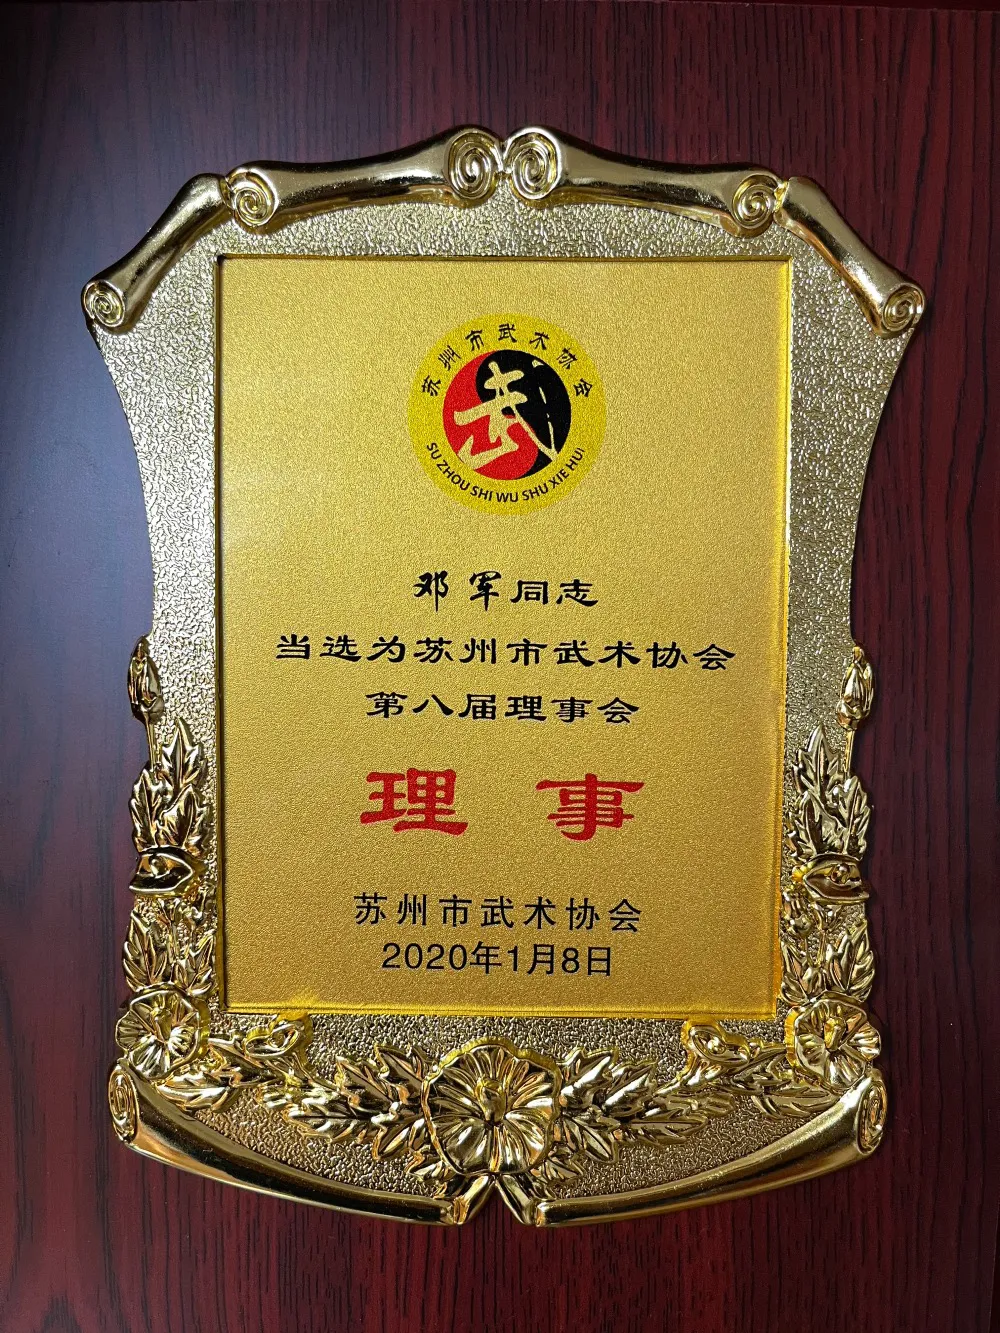 苏州市武术协会
武
SU ZHOU SHI WU SHU XIE HUI
邓军同志
当选为苏州市武术协会
第八届理事会
理事
苏州市武术协会
2020年1月8日